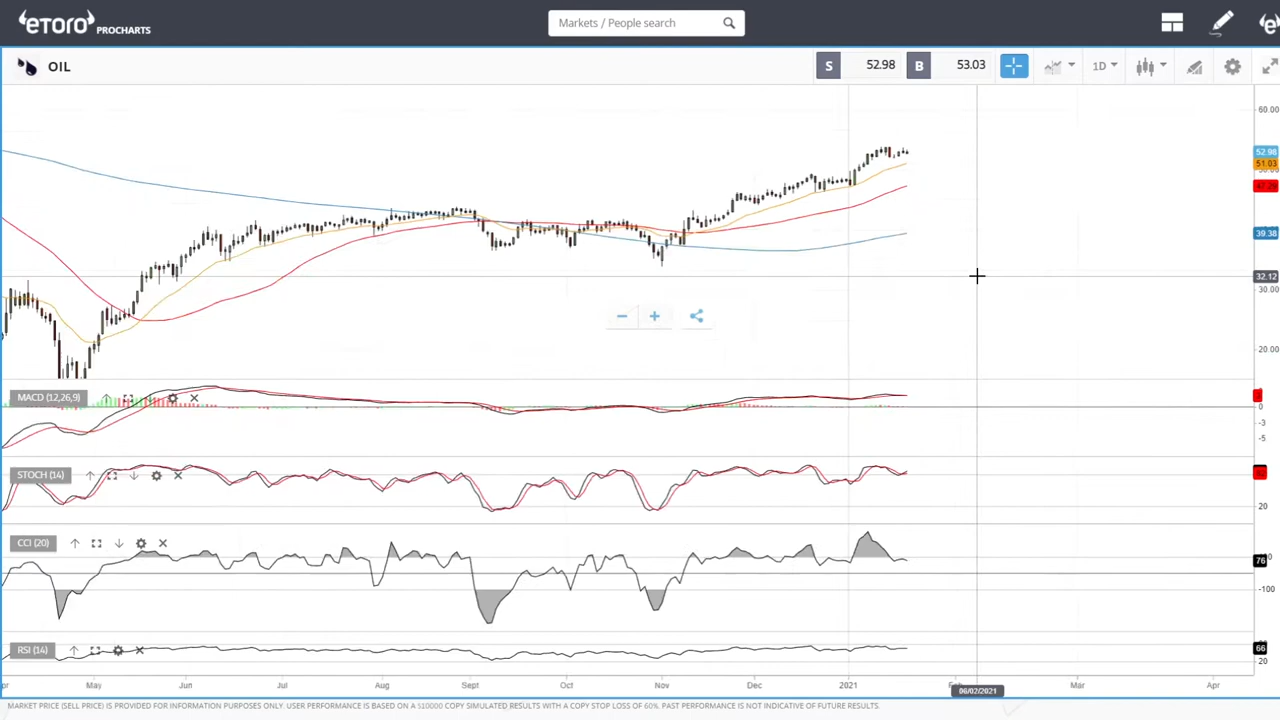 eToro PROCHARTS
Markets / People search
OIL
S 52.98 B 53.03
1D
60.00
52.98
51.03
39.38
32.12
30.00
20.00
MACD (12,26,9)
0
-3
-5
STOCH (14)
20
CCI (20)
76
-100
RSI (14)
66
20
May Jun Jul Aug Sept Oct Nov Dec 2021 Mar Apr
06/02/2021
MARKET PRICE (SELL PRICE) IS PROVIDED FOR INFORMATION PURPOSES ONLY. USER PERFORMANCE IS BASED ON A $10000 COPY SIMULATED RESULTS WITH A COPY STOP LOSS OF 60%. PAST PERFORMANCE IS NOT INDICATIVE OF FUTURE RESULTS.